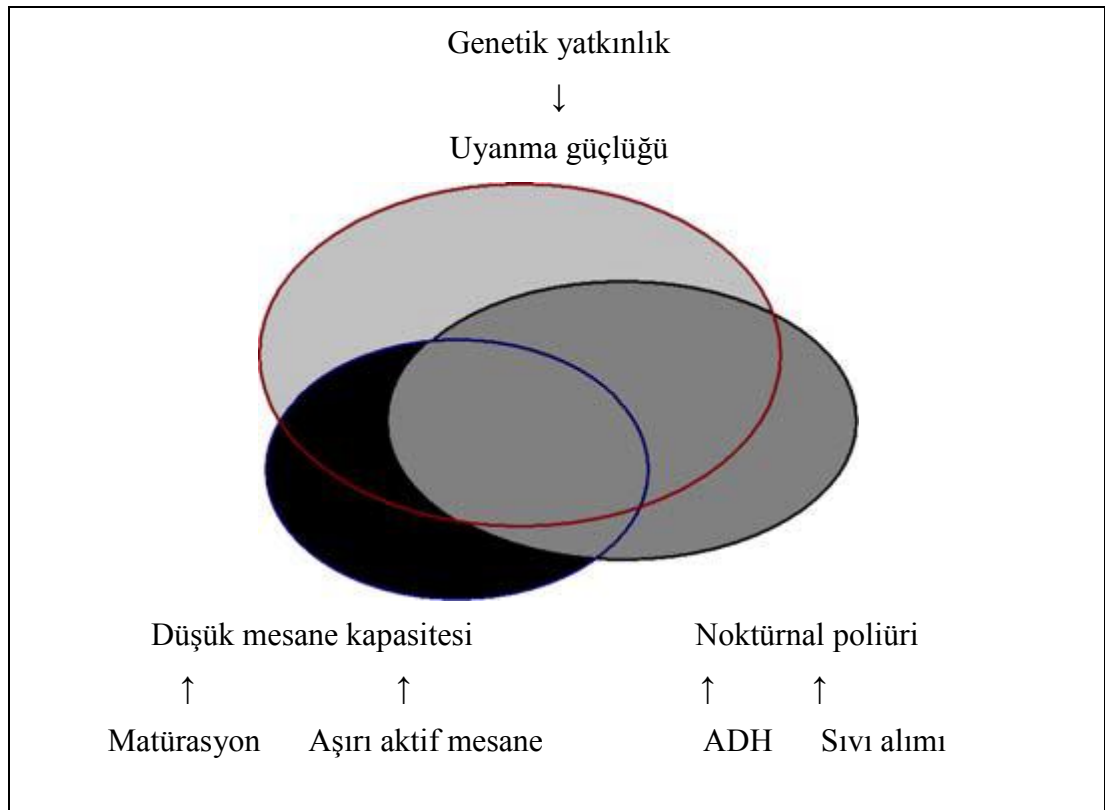 Genetik yatkınlık
↓
Uyanma güçlüğü
Düşük mesane kapasitesi Noktürnal poliüri
↑ ↑ ↑ ↑
Matürasyon Aşırı aktif mesane ADH Sıvı alımı